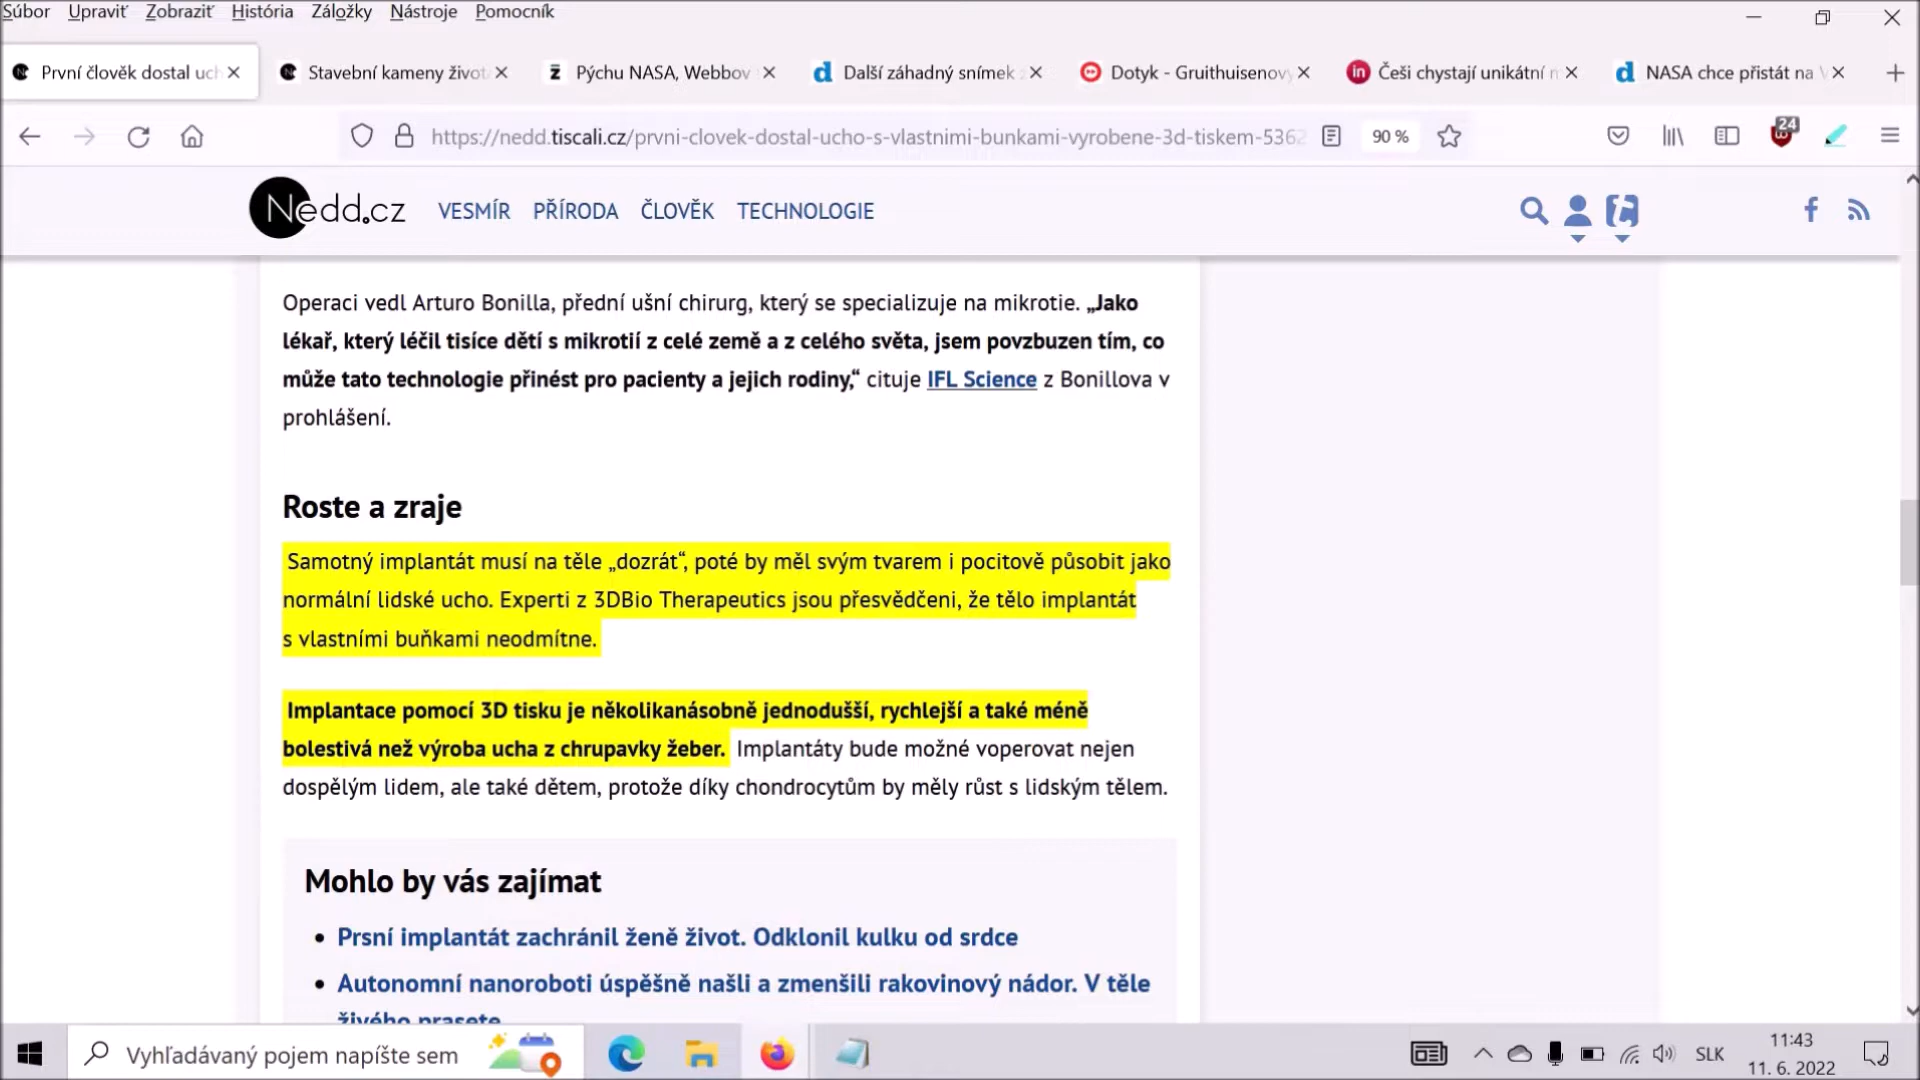 Súbor Upraviť Zobraziť História Záložky Nástroje Pomocník
První člověk dostal uch
Stavební kameny život
Pýchu NASA, Webbov
Další záhadný snímek
Dotyk - Gruithuisenov
Češi chystají unikátní
NASA chce přistát na
https://nedd.tiscali.cz/prvni-clovek-dostal-ucho-s-vlastnimi-bunkami-vyrobene-3d-tiskem-5362
90 %
24
Nedd.cz VESMÍR PŘÍRODA ČLOVĚK TECHNOLOGIE
Operaci vedl Arturo Bonilla, přední ušní chirurg, který se specializuje na mikrotie. „Jako
lékař, který léčil tisíce dětí s mikrotií z celé země a z celého světa, jsem povzbuzen tím, co
může tato technologie přinést pro pacienty a jejich rodiny,“ cituje IFL Science z Bonillova v
prohlášení.
Roste a zraje
Samotný implantát musí na těle „dozrát“, poté by měl svým tvarem i pocitově působit jako
normální lidské ucho. Experti z 3DBio Therapeutics jsou přesvědčeni, že tělo implantát
s vlastními buňkami neodmítne.
Implantace pomocí 3D tisku je několikanásobně jednodušší, rychlejší a také méně
bolestivá než výroba ucha z chrupavky žeber. Implantáty bude možné voperovat nejen
dospělým lidem, ale také dětem, protože díky chondrocytům by měly růst s lidským tělem.
Mohlo by vás zajímat
• Prsní implantát zachránil ženě život. Odklonil kulku od srdce
• Autonomní nanoroboti úspěšně našli a zmenšili rakovinový nádor. V těle
živého prasete
Vyhľadávaný pojem napíšte sem
SLK
11:43
11. 6. 2022